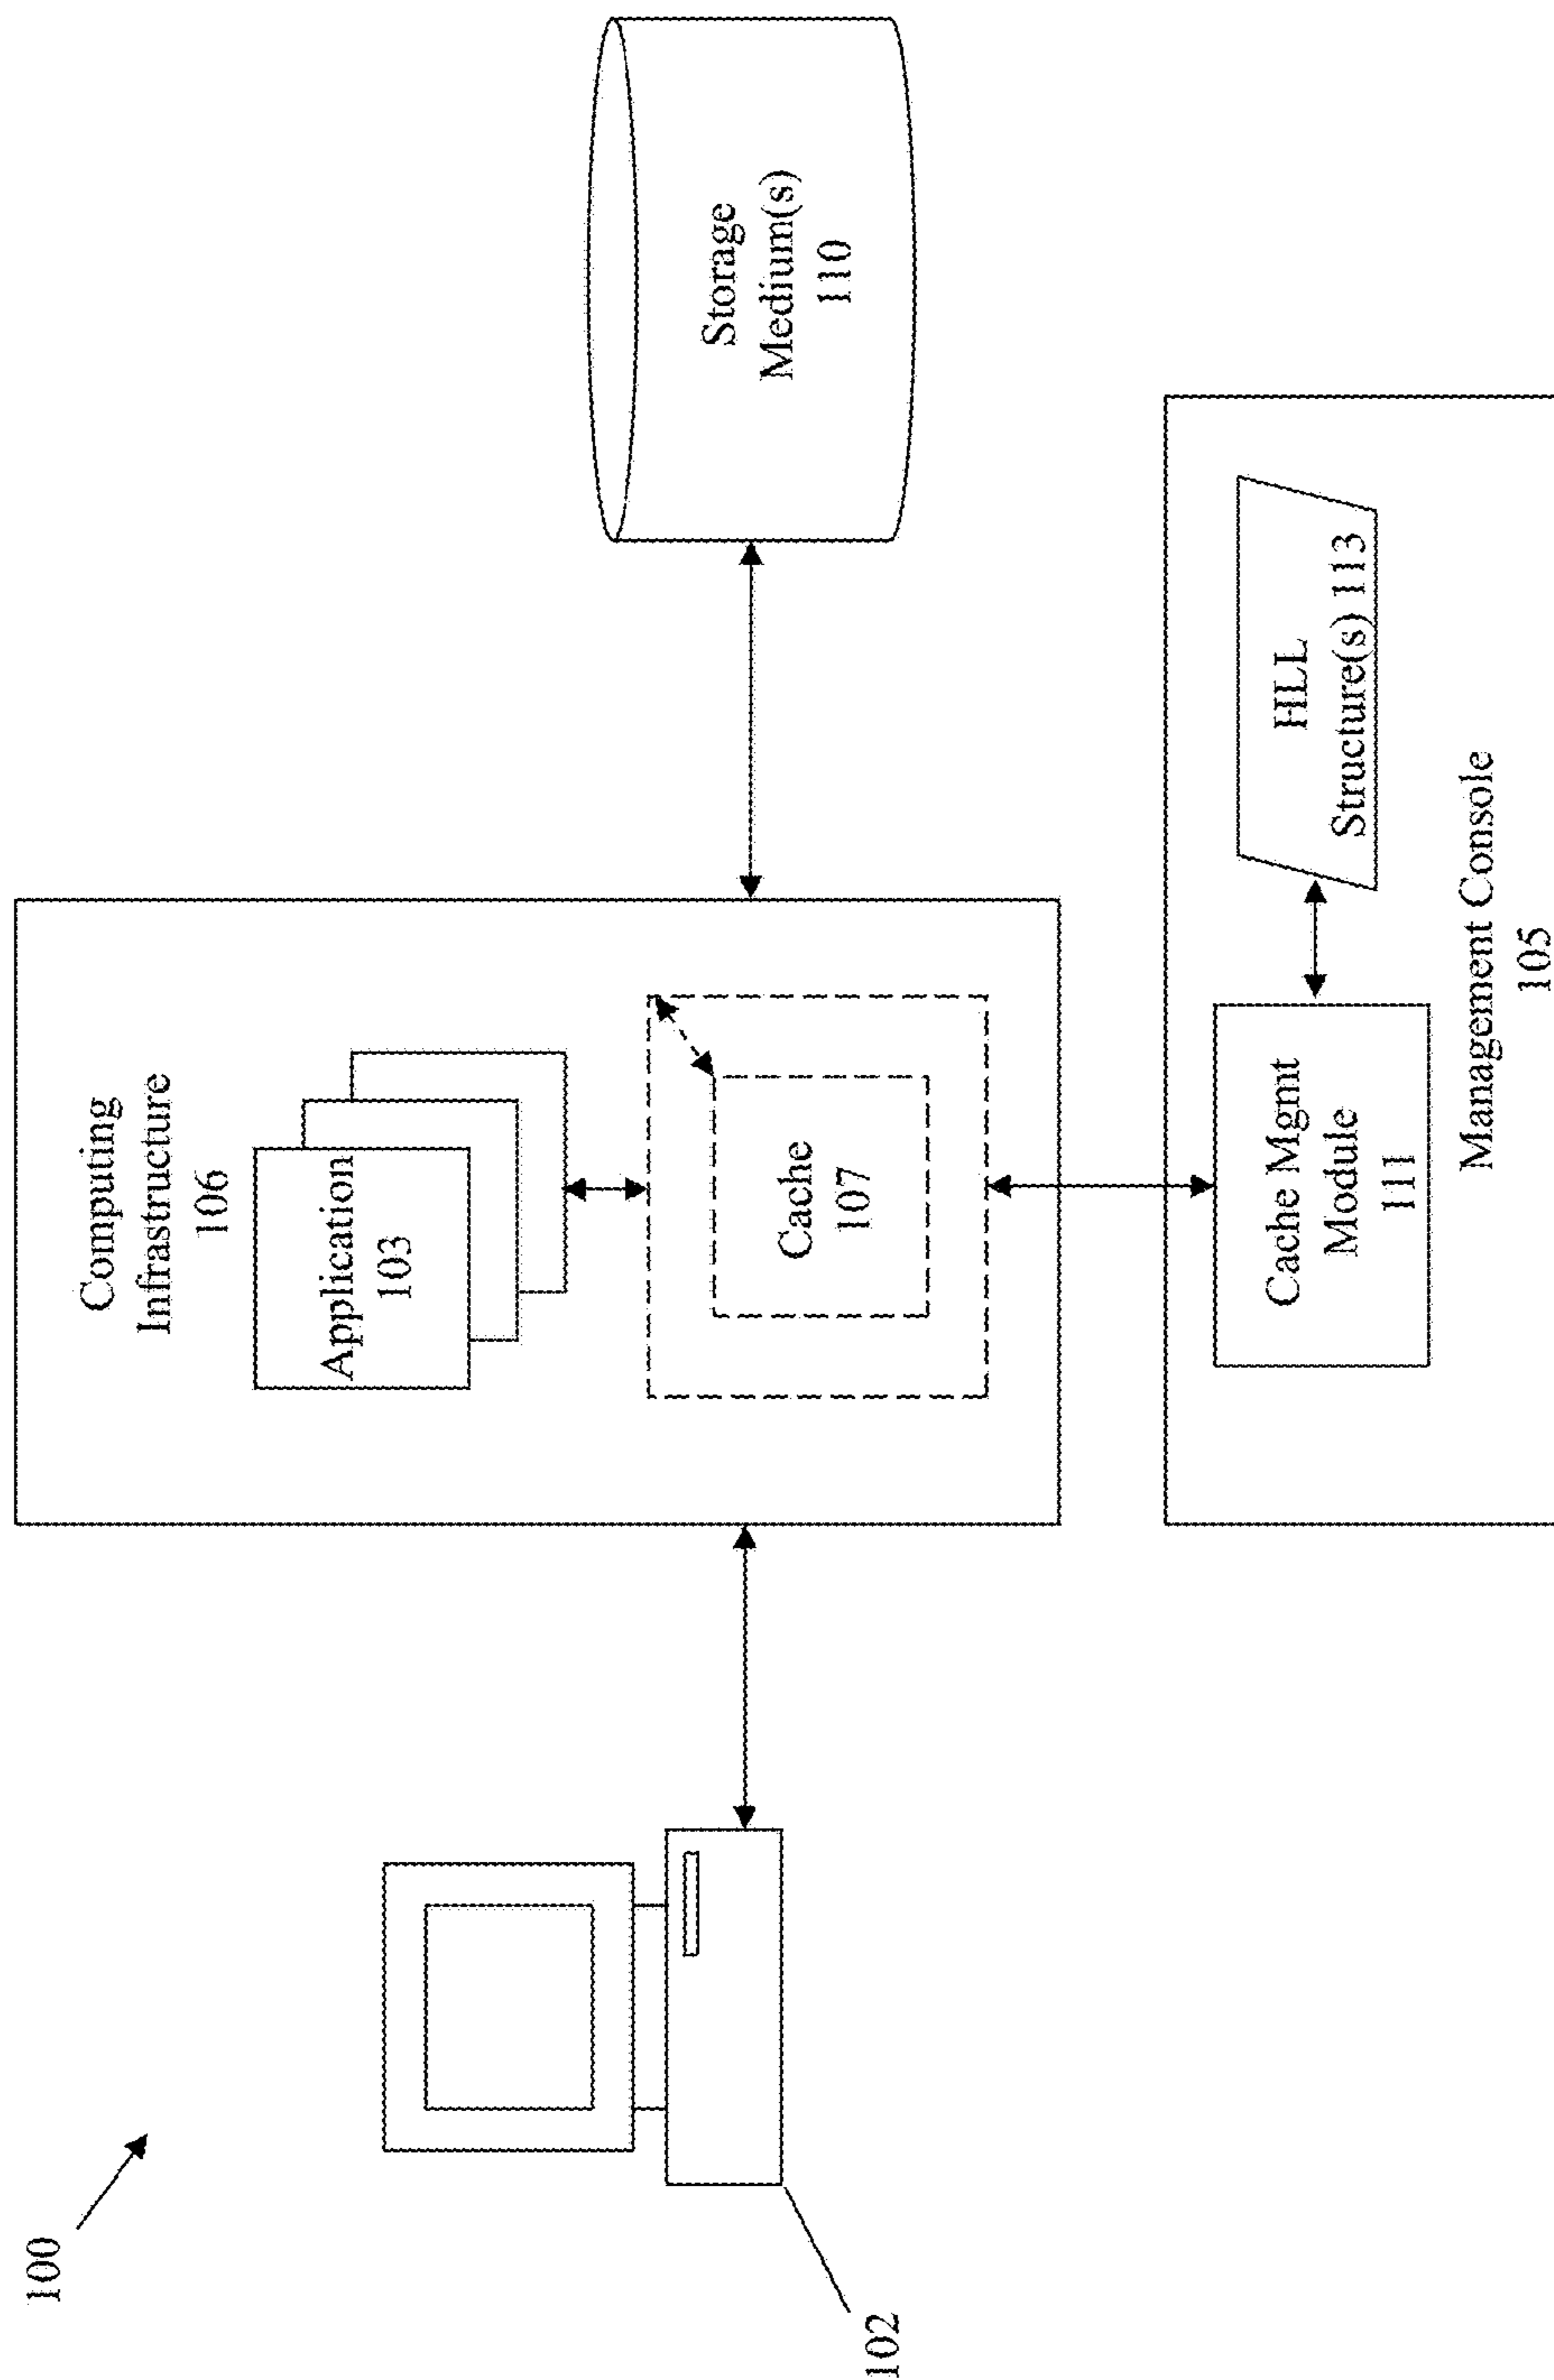 100
102
Computing
Infrastructure
106
Application
103
Cache
107
Storage
Medium(s)
110
Cache Mgmt
Module
111
HLL
Structure(s) 113
Management Console
105